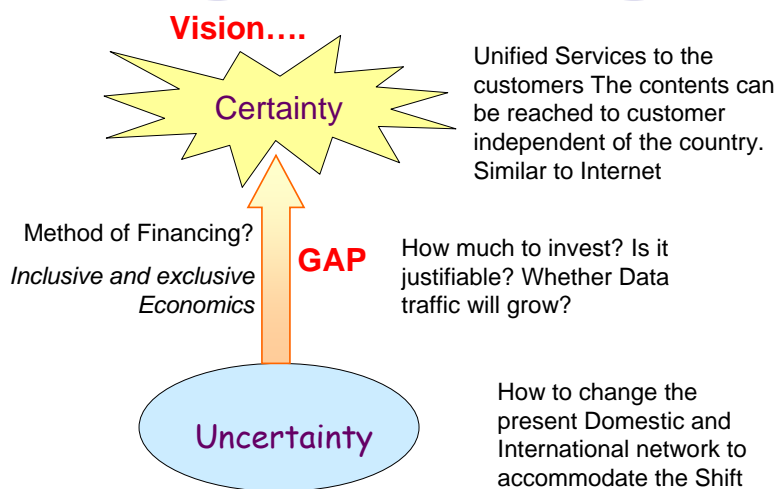 Vision....
Unified Services to the
customers The contents can
be reached to customer
independent of the country.
Similar to Internet
Certainty
Method of Financing?
Inclusive and exclusive
Economics
GAP
How much to invest? Is it
justifiable? Whether Data
traffic will grow?
Uncertainty
How to change the
present Domestic and
International network to
accommodate the Shift